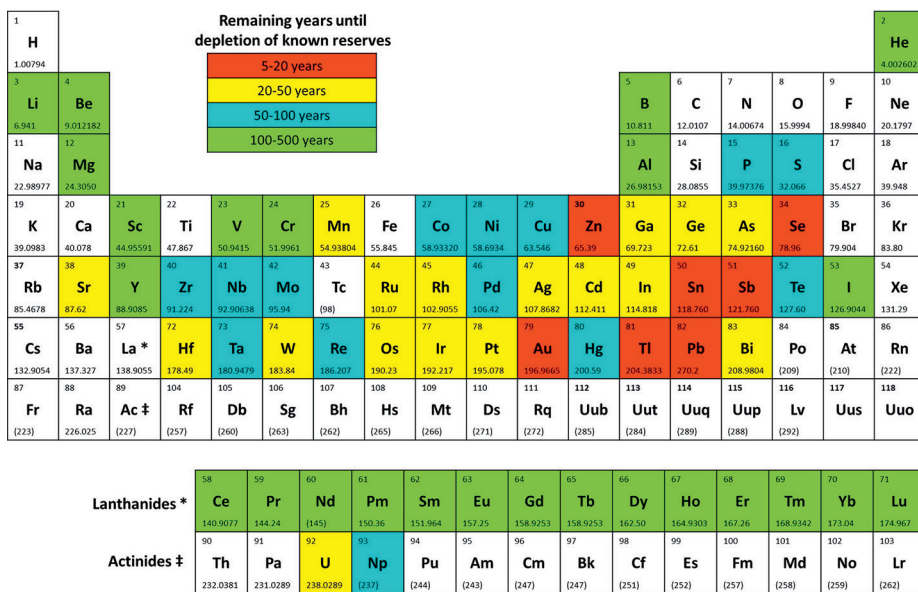 1 Remaining years until 2
H depletion of known reserves He
1.00794 5-20 years 4.002602
3 4 20-50 years 5 6 7 8 9 10
Li Be 50-100 years B C N O F Ne
6.941 9.012182 100-500 years 10.811 12.0107 14.00674 15.9994 18.99840 20.1797
11 12 13 14 15 16 17 18
Na Mg Al Si P S Cl Ar
22.98977 24.3050 26.98153 28.0855 39.97376 32.066 35.4527 39.948
19 20 21 22 23 24 25 26 27 28 29 30 31 32 33 34 35 36
K Ca Sc Ti V Cr Mn Fe Co Ni Cu Zn Ga Ge As Se Br Kr
39.0983 40.078 44.95591 47.867 50.9415 51.9961 54.93804 55.845 58.93320 58.6934 63.546 65.39 69.723 72.61 74.92160 78.96 79.904 83.80
37 38 39 40 41 42 43 44 45 46 47 48 49 50 51 52 53 54
Rb Sr Y Zr Nb Mo Tc Ru Rh Pd Ag Cd In Sn Sb Te I Xe
85.4678 87.62 88.9085 91.224 92.90638 95.94 (98) 101.07 102.9055 106.42 107.8682 112.411 114.818 118.760 121.760 127.60 126.9044 131.29
55 56 57 72 73 74 75 76 77 78 79 80 81 82 83 84 85 86
Cs Ba La * Hf Ta W Re Os Ir Pt Au Hg Tl Pb Bi Po At Rn
132.9054 137.327 138.9055 178.49 180.9479 183.84 186.207 190.23 192.217 195.078 196.9665 200.59 204.3833 270.2 208.9804 (209) (210) (222)
87 88 89 104 105 106 107 108 109 110 111 112 113 114 115 116 117 118
Fr Ra Ac ‡ Rf Db Sg Bh Hs Mt Ds Rq Uub Uut Uuq Uup Lv Uus Uuo
(223) 226.025 (227) (257) (260) (263) (262) (265) (266) (271) (272) (285) (284) (289) (288) (292)
58 59 60 61 62 63 64 65 66 67 68 69 70 71
Lanthanides * Ce Pr Nd Pm Sm Eu Gd Tb Dy Ho Er Tm Yb Lu
140.9077 144.24 (145) 150.36 151.964 157.25 158.9253 158.9253 162.50 164.9303 167.26 168.9342 173.04 174.967
90 91 92 93 94 95 96 97 98 99 100 101 102 103
Actinides ‡ Th Pa U Np Pu Am Cm Bk Cf Es Fm Md No Lr
232.0381 231.0289 238.0289 (237) (244) (243) (247) (247) (251) (252) (257) (258) (259) (262)